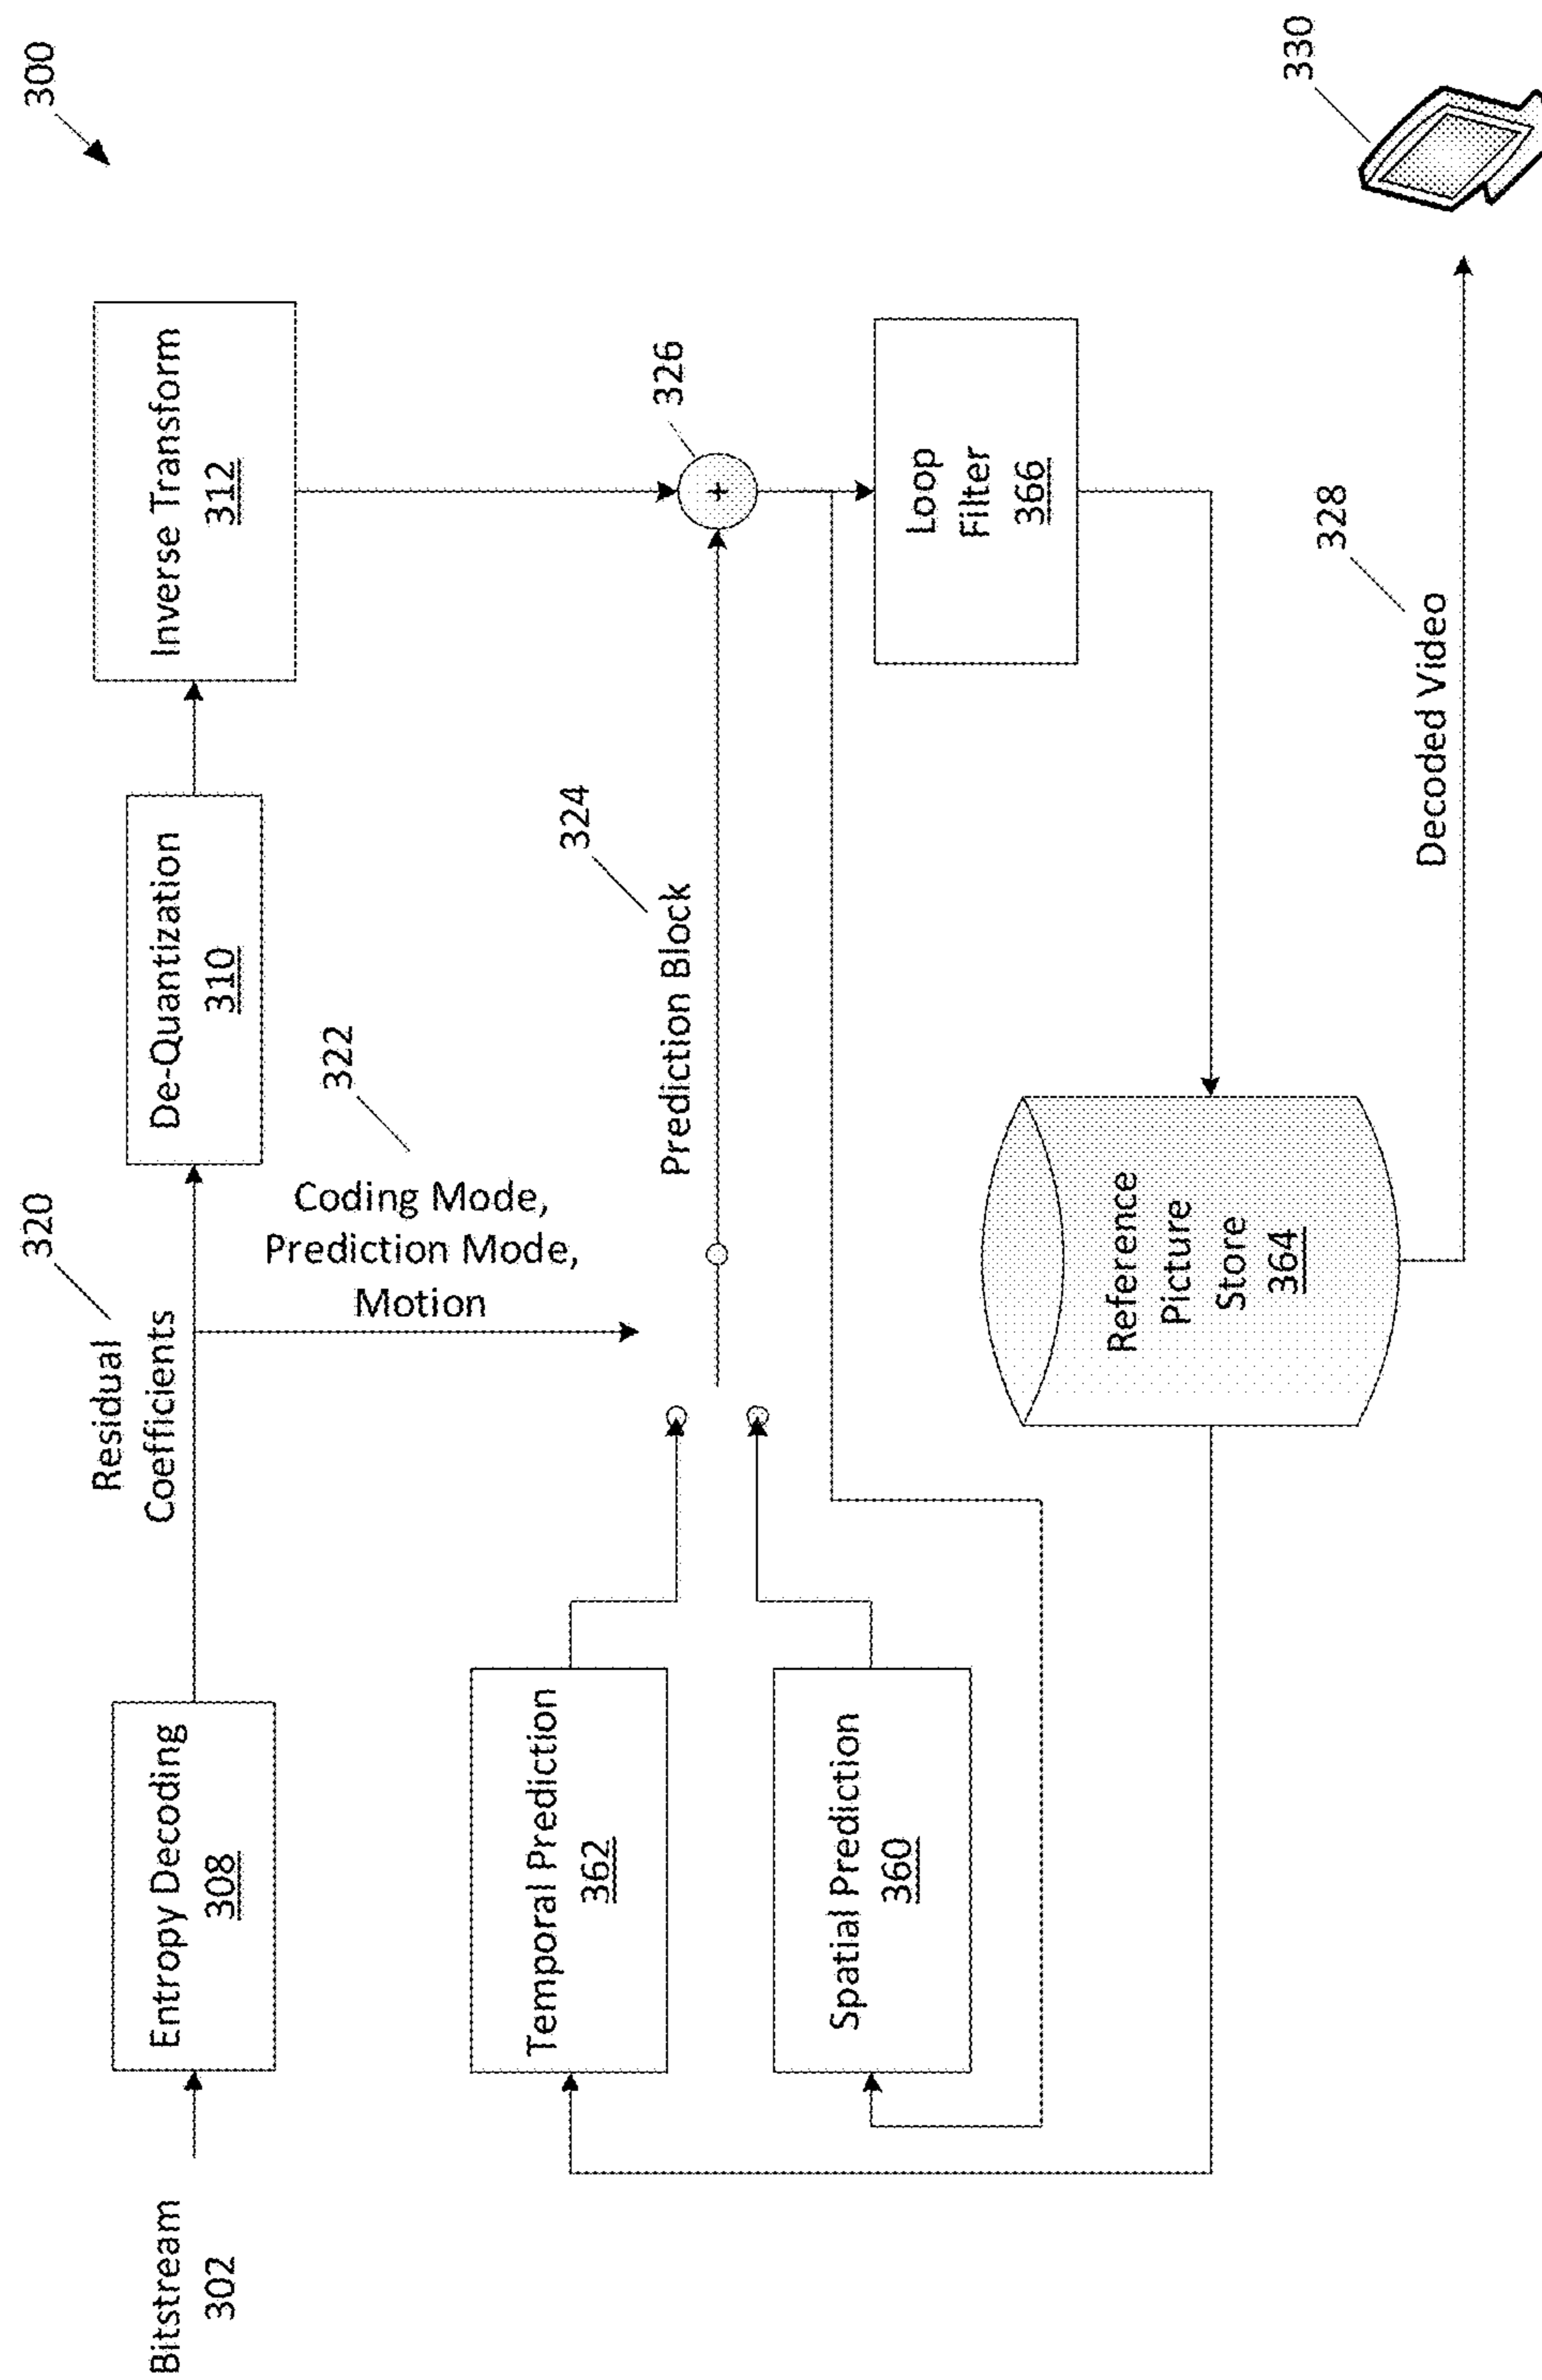 300
Bitstream
302
Entropy Decoding
308
320
Residual
Coefficients
De-Quantization
310
Inverse Transform
312
322
Coding Mode,
Prediction Mode,
Motion
Temporal Prediction
362
Spatial Prediction
360
324
Prediction Block
326
+
Loop
Filter
366
Reference
Picture
Store
364
328
Decoded Video
330